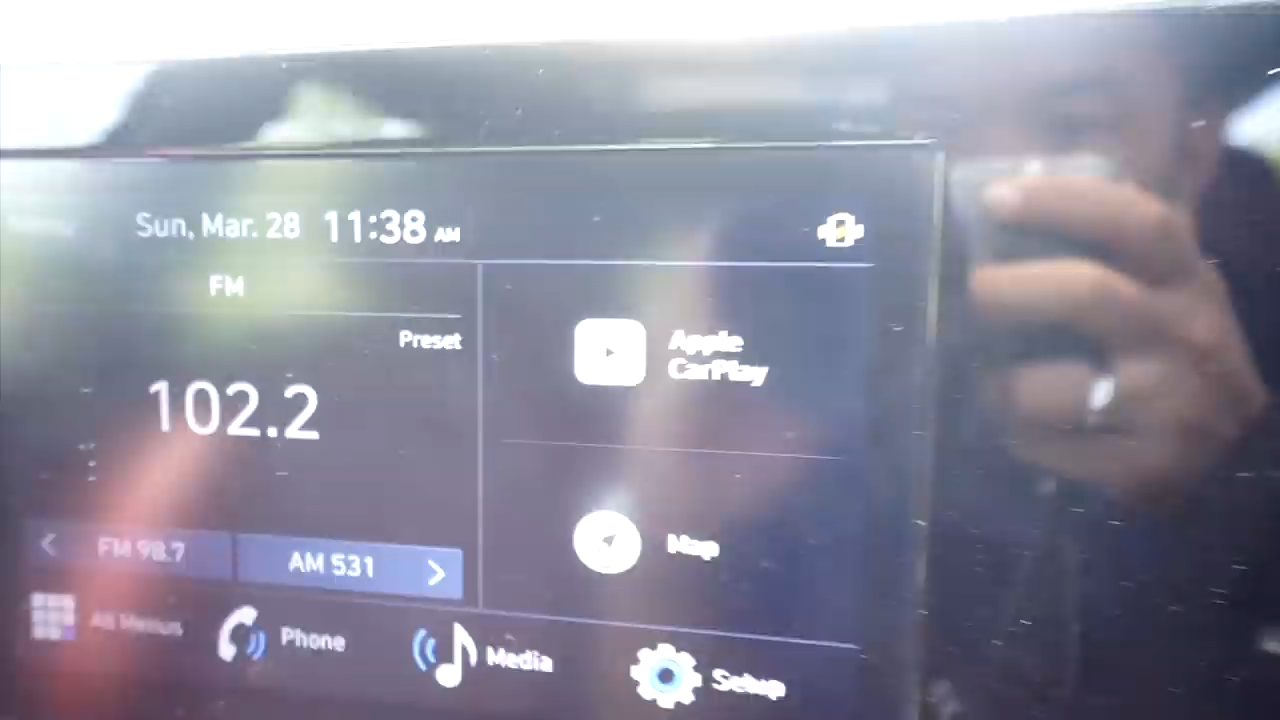 Sun, Mar. 28 11:38 AM
FM
Preset
102.2
Apple
CarPlay
Map
FM 98.7
AM 531
All Menus
Phone
Media
Setup